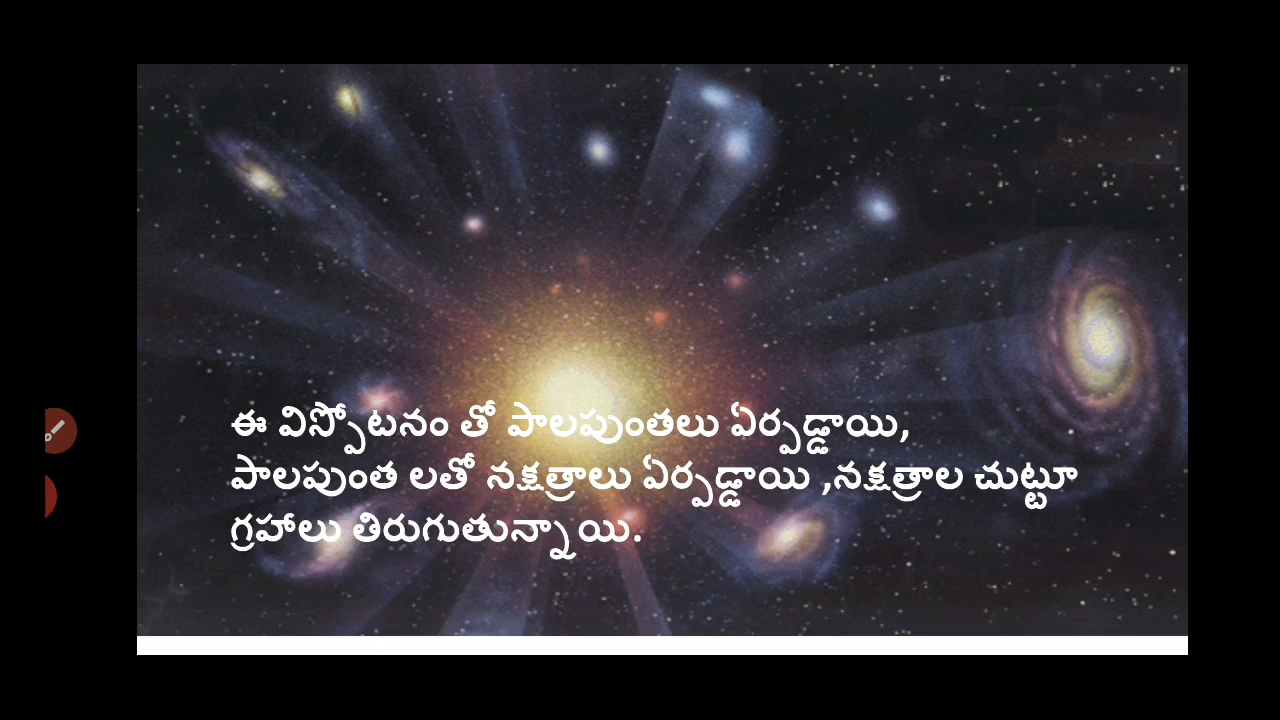 ఈ విస్పోటనం తో పాలపుంతలు ఏర్పడ్డాయి,
పాలపుంత లతో నక్షత్రాలు ఏర్పడ్డాయి ,నక్షత్రాల చుట్టూ
గ్రహాలు తిరుగుతున్నాయి.